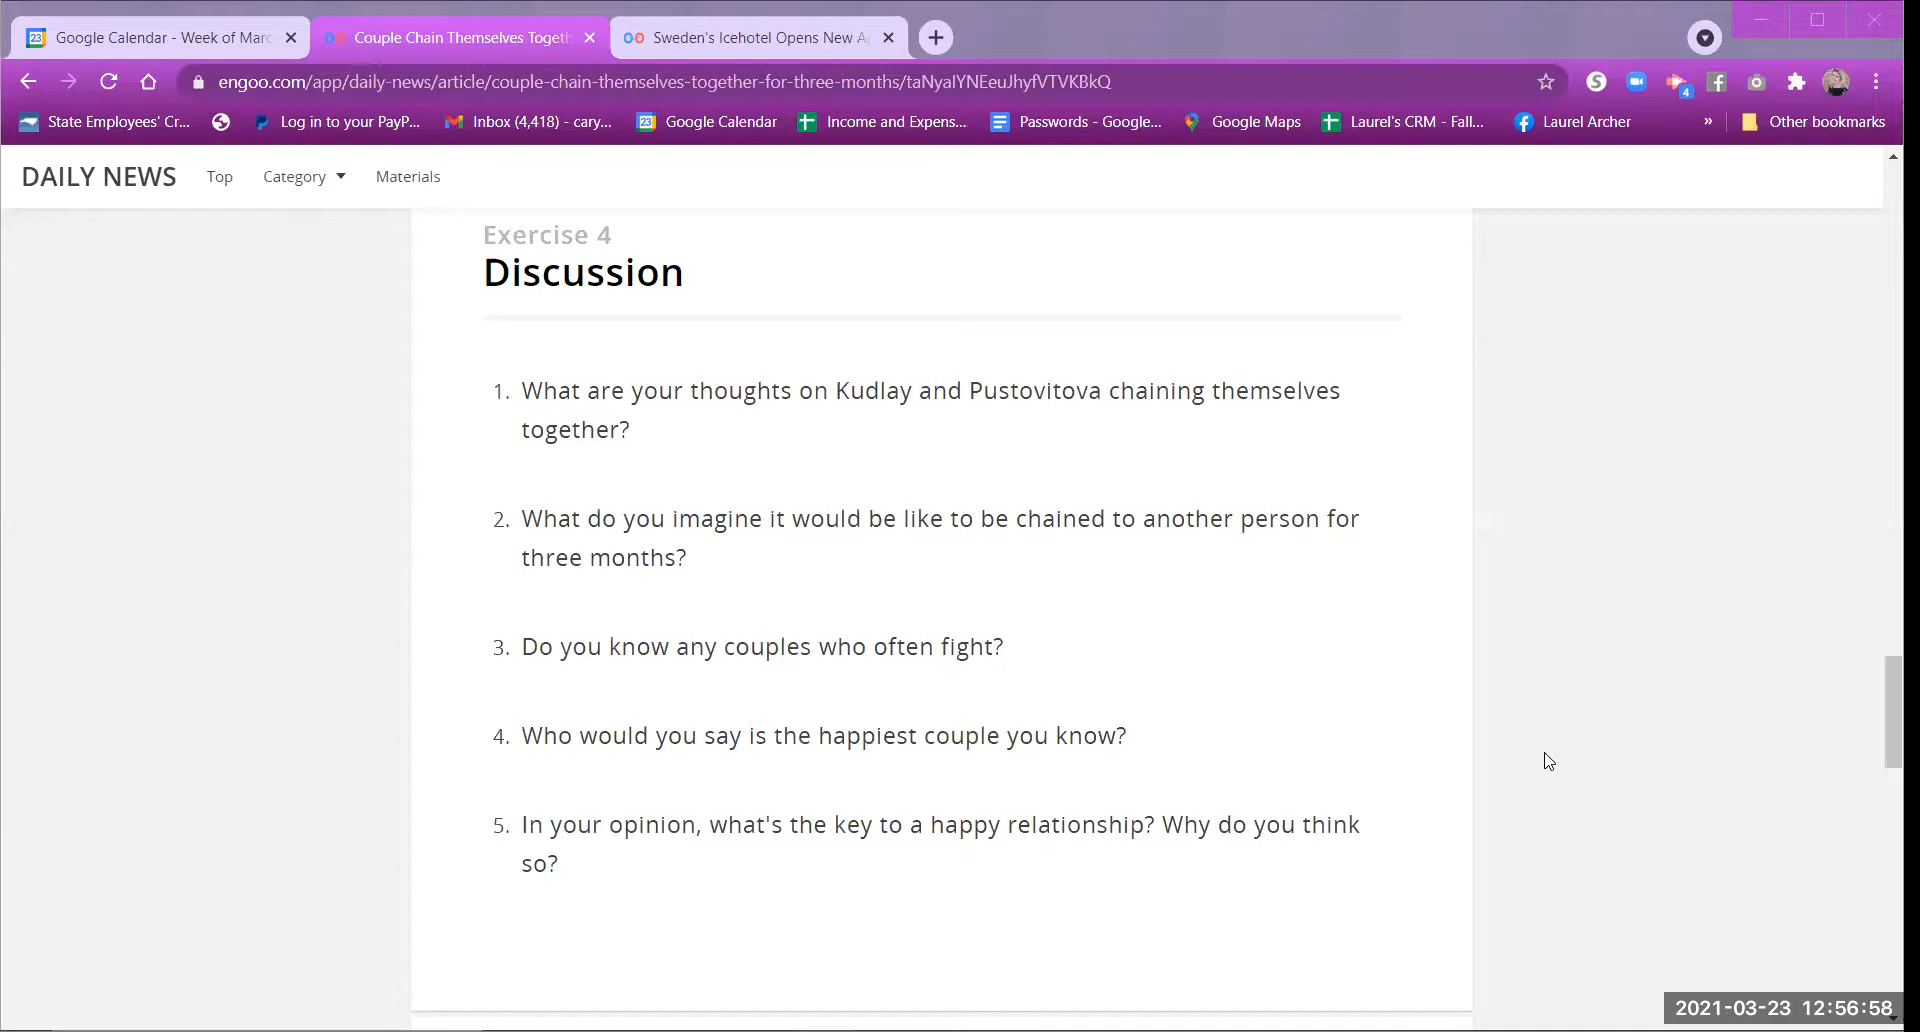 Google Calendar - Week of Marc
Couple Chain Themselves Togeth
Sweden's Icehotel Opens New A
engoo.com/app/daily-news/article/couple-chain-themselves-together-for-three-months/taNyalYNEeuJhyfVTVKBkQ
4
State Employees' Cr...
Log in to your PayP...
Inbox (4,418) - cary...
23
Google Calendar
Income and Expens...
Passwords - Google...
Google Maps
Laurel's CRM - Fall...
Laurel Archer
»
Other bookmarks
DAILY NEWS
Top
Category
Materials
Exercise 4
Discussion
1. What are your thoughts on Kudlay and Pustovitova chaining themselves
together?
2. What do you imagine it would be like to be chained to another person for
three months?
3. Do you know any couples who often fight?
4. Who would you say is the happiest couple you know?
5. In your opinion, what's the key to a happy relationship? Why do you think
so?
2021-03-23 12:56:58